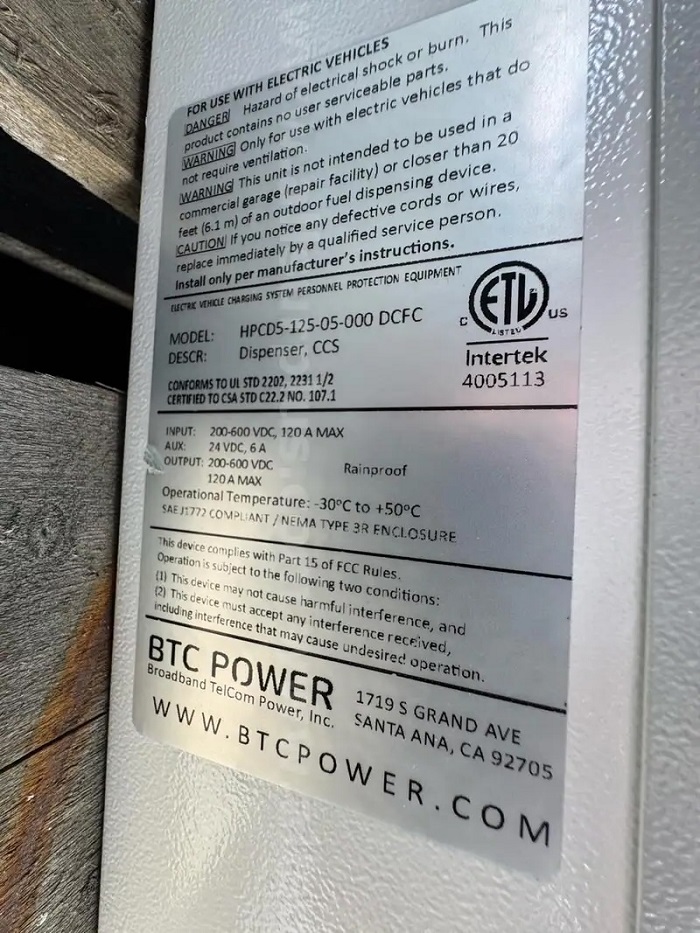 FOR USE WITH ELECTRIC VEHICLES
DANGER Hazard of electrical shock or burn. This
product contains no user serviceable parts.
WARNING Only for use with electric vehicles that do
not require ventilation.
WARNING This unit is not intended to be used in a
commercial garage (repair facility) or closer than 20
feet (6.1 m) of an outdoor fuel dispensing device.
CAUTION If you notice any defective cords or wires,
replace immediately by a qualified service person.
Install only per manufacturer's instructions.
ELECTRIC VEHICLE CHARGING SYSTEM PERSONNEL PROTECTION EQUIPMENT
MODEL: HPCD5-125-05-000 DCFC
DESCR: Dispenser, CCS
CONFORMS TO UL STD 2202, 2231 1/2
CERTIFIED TO CSA STD C22.2 NO. 107.1
ETL
LISTED
C US
Intertek
4005113
INPUT: 200-600 VDC, 120 A MAX
AUX: 24 VDC, 6 A
OUTPUT: 200-600 VDC
120 A MAX
Rainproof
Operational Temperature: -30°C to +50°C
SAE J1772 COMPLIANT / NEMA TYPE 3R ENCLOSURE
This device complies with Part 15 of FCC Rules.
Operation is subject to the following two conditions:
(1) This device may not cause harmful interference, and
(2) This device must accept any interference received,
including interference that may cause undesired operation.
BTC POWER
Broadband TelCom Power, Inc.
1719 S GRAND AVE
SANTA ANA, CA 92705
WWW.BTCPOWER.COM